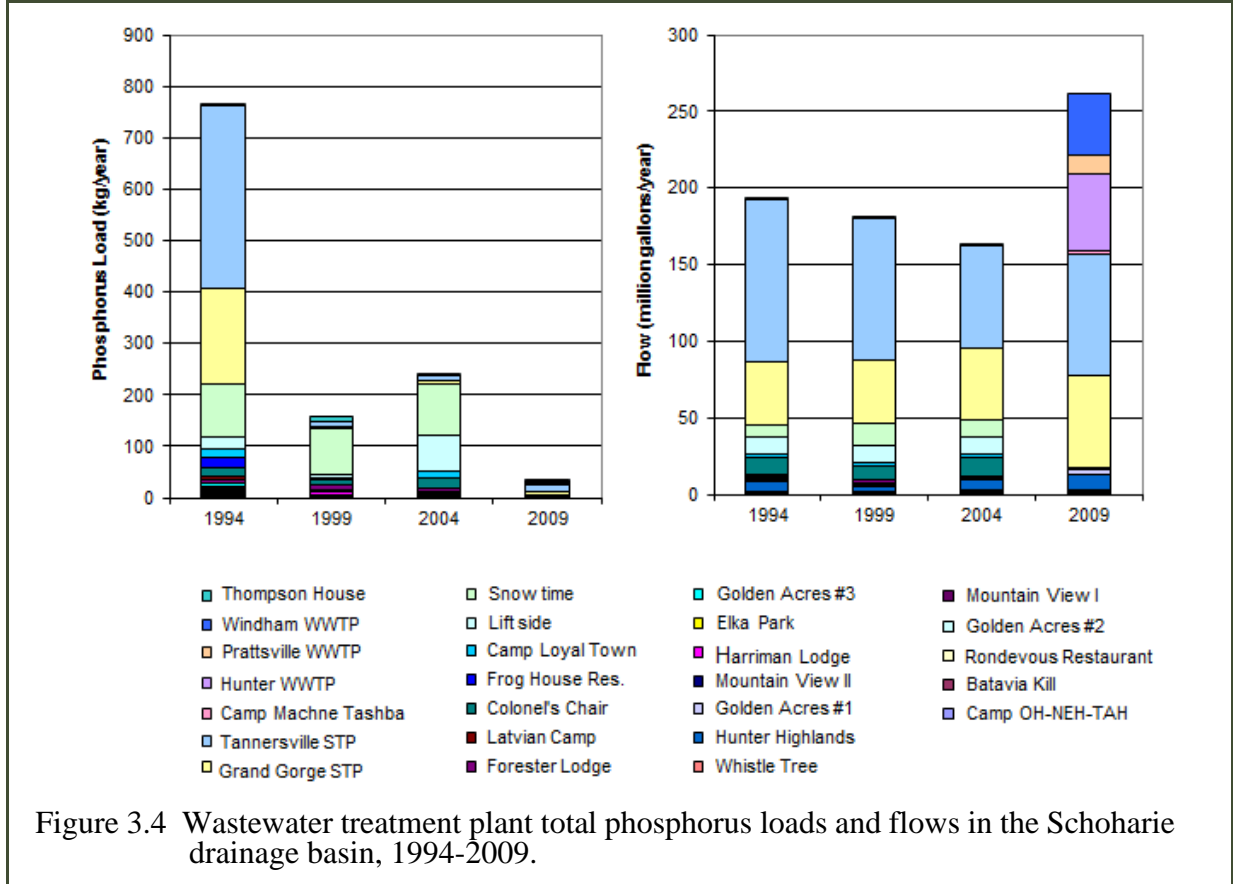 Phosphorus Load (kg/year)
900
800
700
600
500
400
300
200
100
0
1994 1999 2004 2009
Flow (million gallons/year)
300
250
200
150
100
50
0
1994 1999 2004 2009
Thompson House
Windham WWTP
Prattsville WWTP
Hunter WWTP
Camp Machne Tashba
Tannersville STP
Grand Gorge STP
Snow time
Lift side
Camp Loyal Town
Frog House Res.
Colonel's Chair
Latvian Camp
Forester Lodge
Golden Acres #3
Elka Park
Harriman Lodge
Mountain View II
Golden Acres #1
Hunter Highlands
Whistle Tree
Mountain View I
Golden Acres #2
Rondevous Restaurant
Batavia Kill
Camp OH-NEH-TAH
Figure 3.4 Wastewater treatment plant total phosphorus loads and flows in the Schoharie
drainage basin, 1994-2009.